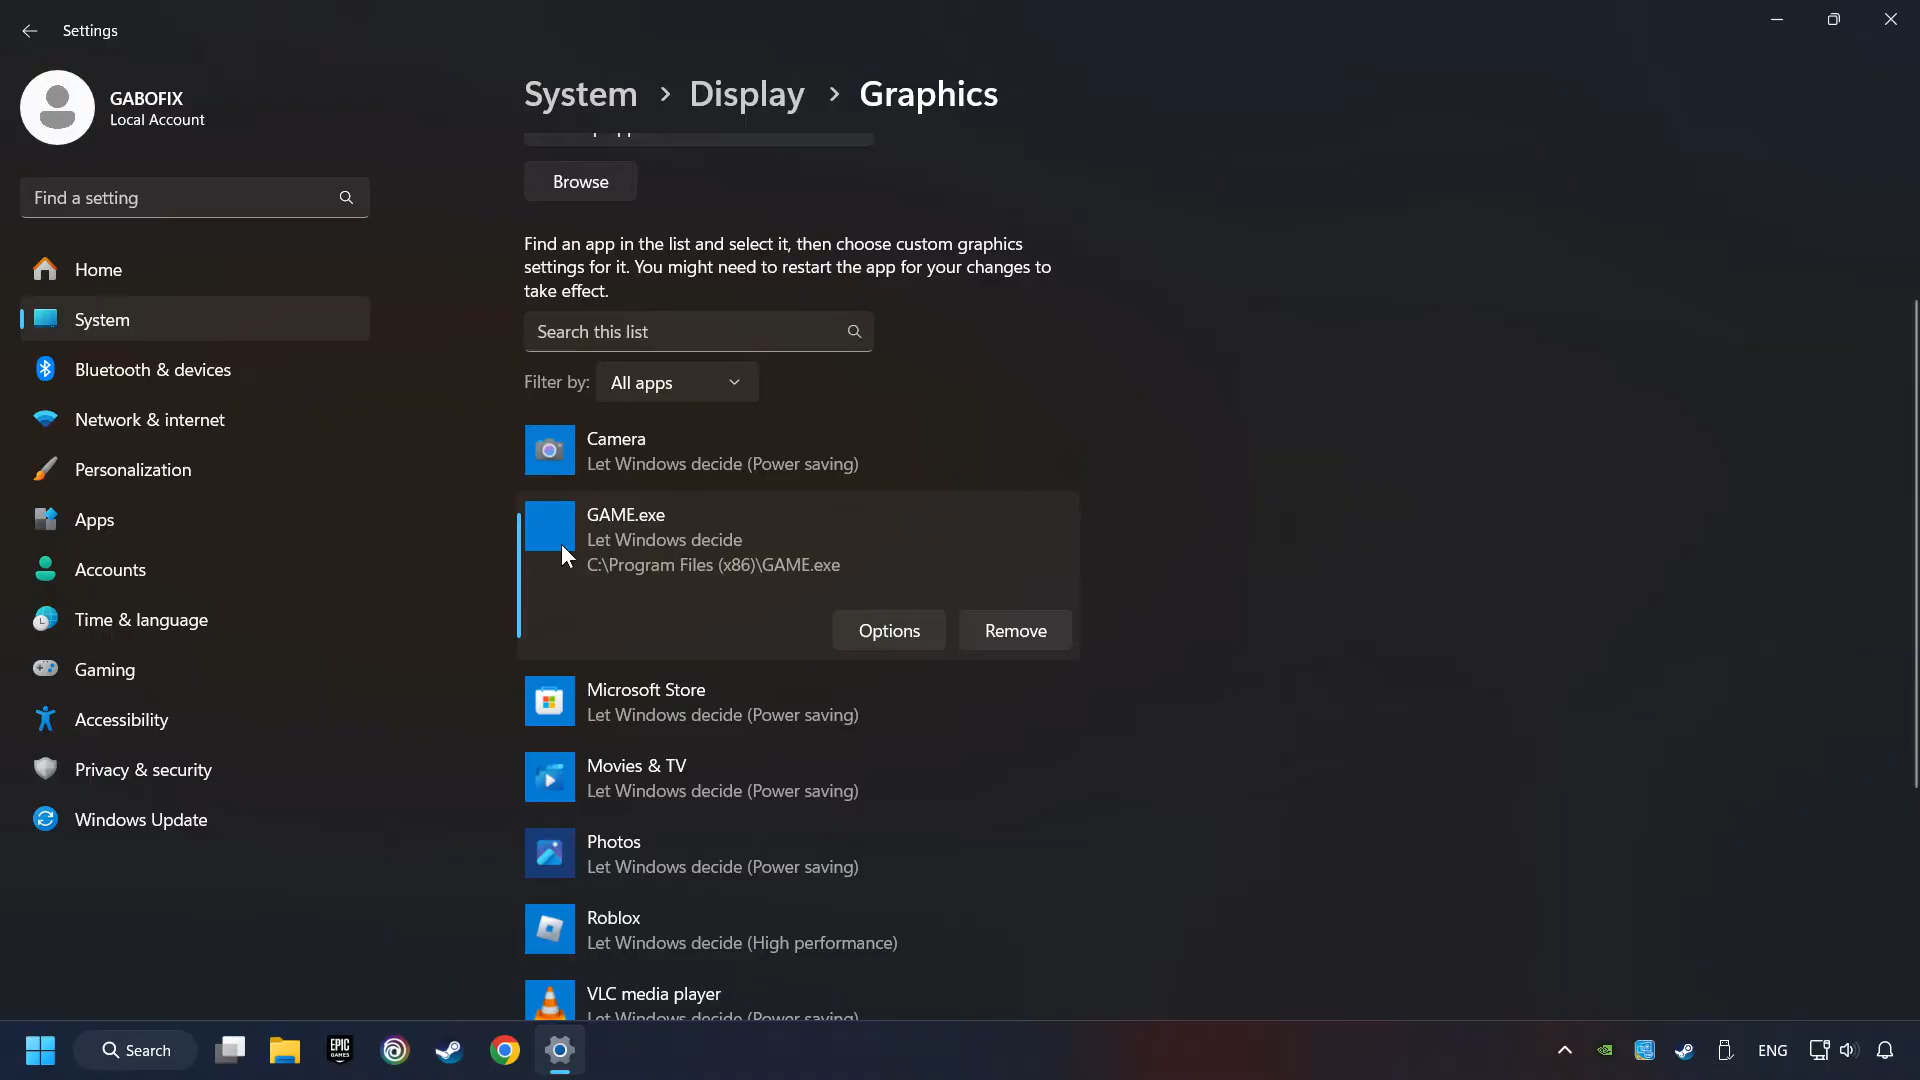 Settings
GABOFIX
Local Account
Find a setting
Home
System
Bluetooth & devices
Network & internet
Personalization
Apps
Accounts
Time & language
Gaming
Accessibility
Privacy & security
Windows Update
System > Display > Graphics
Browse
Find an app in the list and select it, then choose custom graphics
settings for it. You might need to restart the app for your changes to
take effect.
Search this list
Filter by: All apps
Camera
Let Windows decide (Power saving)
GAME.exe
Let Windows decide
C:\Program Files (x86)\GAME.exe
Options
Remove
Microsoft Store
Let Windows decide (Power saving)
Movies & TV
Let Windows decide (Power saving)
Photos
Let Windows decide (Power saving)
Roblox
Let Windows decide (High performance)
VLC media player
Let Windows decide (Power saving)
Search
EPIC
GAMES
ENG